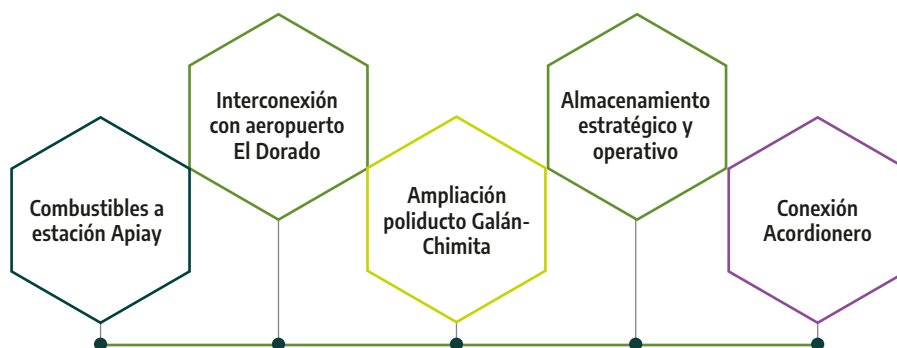 Combustibles a
estación Apiay
Interconexión
con aeropuerto
El Dorado
Ampliación
poliducto Galán-
Chimita
Almacenamiento
estratégico y
operativo
Conexión
Acordionero